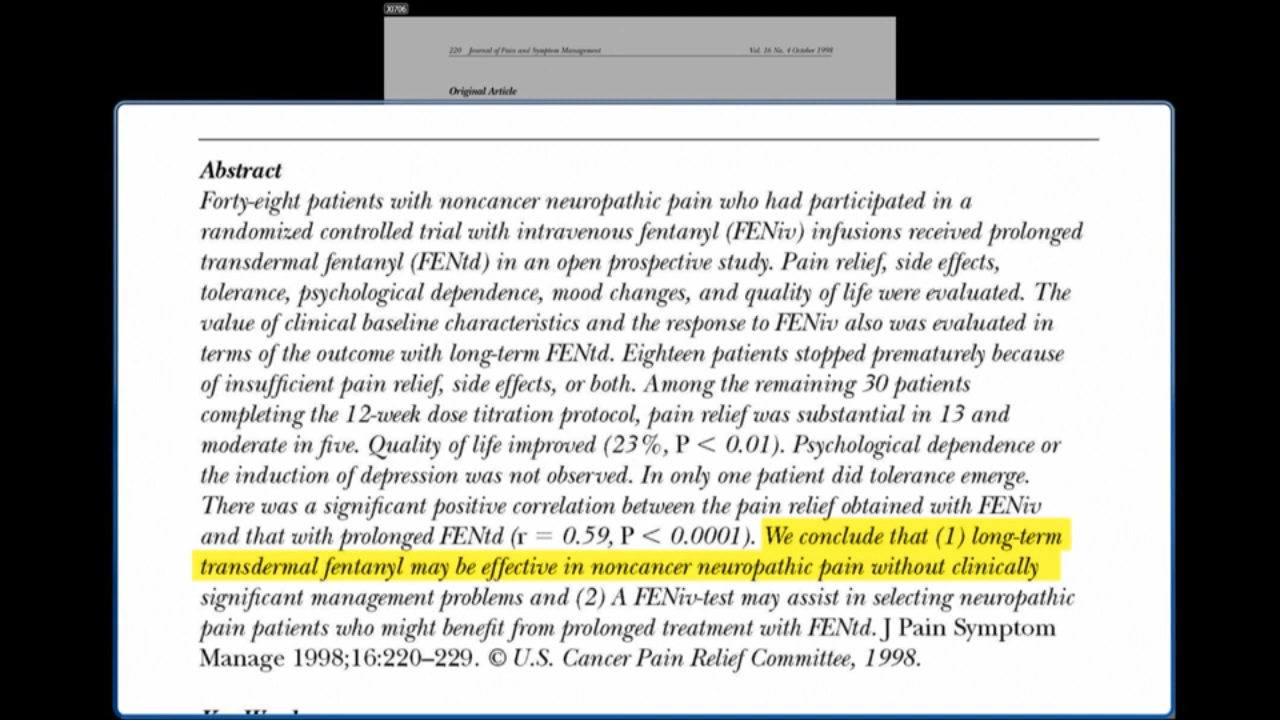 J0706
220 Journal of Pain and Symptom Management Vol. 16 No. 4 October 1998
Original Article
Abstract
Forty-eight patients with noncancer neuropathic pain who had participated in a
randomized controlled trial with intravenous fentanyl (FENiv) infusions received prolonged
transdermal fentanyl (FENtd) in an open prospective study. Pain relief, side effects,
tolerance, psychological dependence, mood changes, and quality of life were evaluated. The
value of clinical baseline characteristics and the response to FENiv also was evaluated in
terms of the outcome with long-term FENtd. Eighteen patients stopped prematurely because
of insufficient pain relief, side effects, or both. Among the remaining 30 patients
completing the 12-week dose titration protocol, pain relief was substantial in 13 and
moderate in five. Quality of life improved (23%, P < 0.01). Psychological dependence or
the induction of depression was not observed. In only one patient did tolerance emerge.
There was a significant positive correlation between the pain relief obtained with FENiv
and that with prolonged FENtd (r = 0.59, P < 0.0001). We conclude that (1) long-term
transdermal fentanyl may be effective in noncancer neuropathic pain without clinically
significant management problems and (2) A FENiv-test may assist in selecting neuropathic
pain patients who might benefit from prolonged treatment with FENtd. J Pain Symptom
Manage 1998;16:220–229. © U.S. Cancer Pain Relief Committee, 1998.